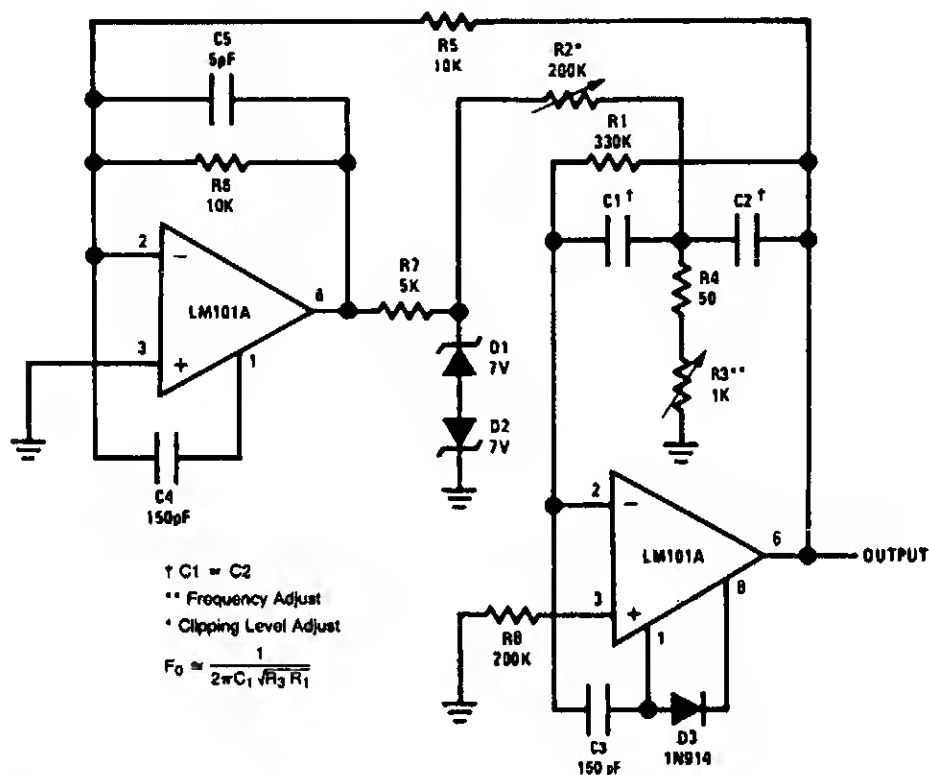 C5
5pF
R5
10K
R2*
200K
R1
330K
R6
10K
C1†
C2†
2
−
LM101A
6
R7
5K
R4
50
3
+
1
D1
7V
R3**
1K
D2
7V
C4
150pF
2
−
LM101A
6
OUTPUT
8
3
+
1
R8
200K
† C1 = C2
** Frequency Adjust
* Clipping Level Adjust
F0 ≅ 1 / 2πC1 √R3 R1
C3
150 pF
D3
1N914